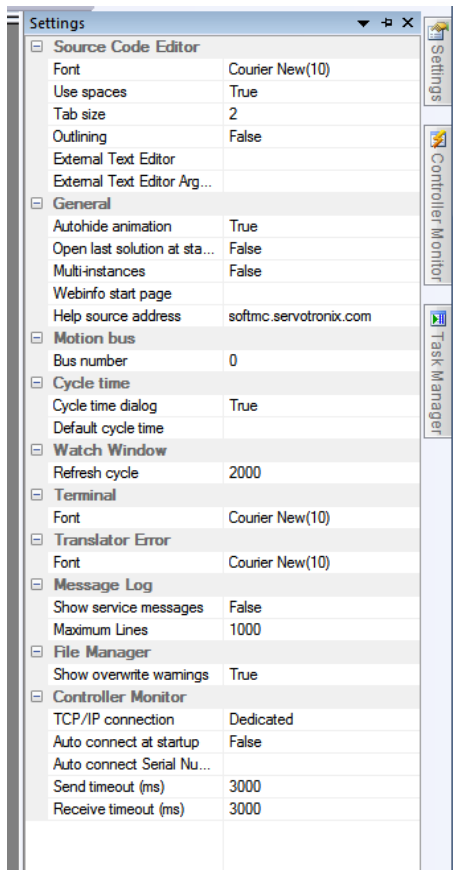 Settings
Source Code Editor
Font Courier New(10)
Use spaces True
Tab size 2
Outlining False
External Text Editor
External Text Editor Arg...
General
Autohide animation True
Open last solution at sta... False
Multi-instances False
Webinfo start page
Help source address softmc.servotronix.com
Motion bus
Bus number 0
Cycle time
Cycle time dialog True
Default cycle time
Watch Window
Refresh cycle 2000
Terminal
Font Courier New(10)
Translator Error
Font Courier New(10)
Message Log
Show service messages False
Maximum Lines 1000
File Manager
Show overwrite warnings True
Controller Monitor
TCP/IP connection Dedicated
Auto connect at startup False
Auto connect Serial Nu...
Send timeout (ms) 3000
Receive timeout (ms) 3000
Settings
Controller Monitor
Task Manager